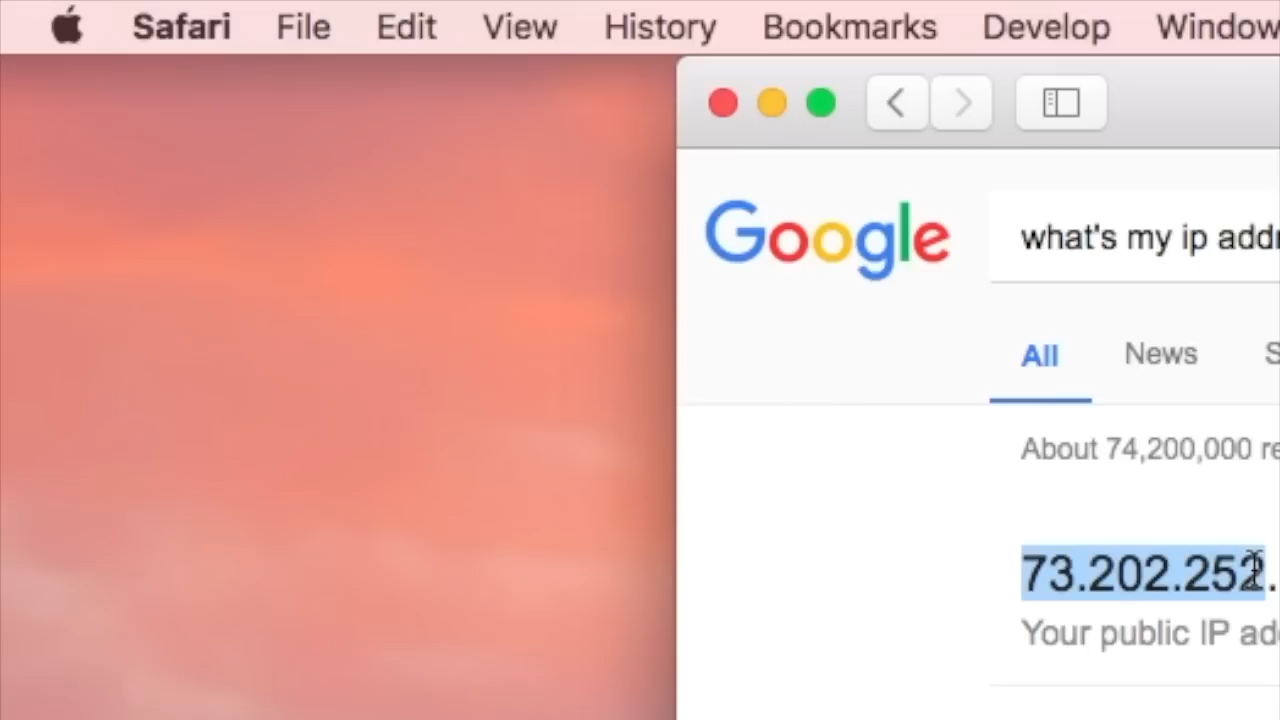 Safari File Edit View History Bookmarks Develop Window
Google
what's my ip addr
All News S
About 74,200,000 re
73.202.252.
Your public IP add